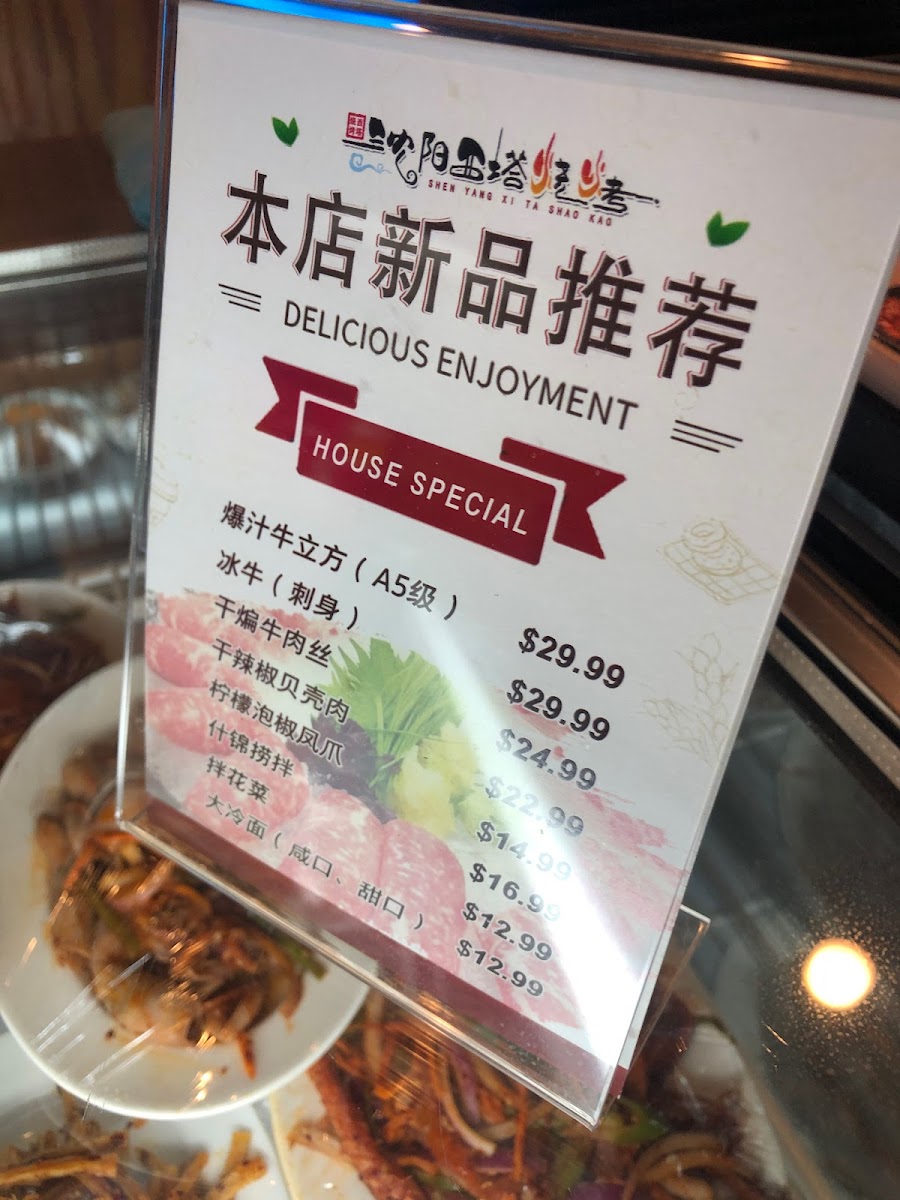 沈阳西塔烧烤
SHEN YANG XI TA SHAO KAO
本店新品推荐
DELICIOUS ENJOYMENT
HOUSE SPECIAL
爆汁牛立方(A5级) $29.99
冰牛(刺身) $29.99
干煸牛肉丝 $24.99
干辣椒贝壳肉 $22.99
柠檬泡椒凤爪 $14.99
什锦捞拌 $16.99
拌花菜 $12.99
大冷面(咸口、甜口) $12.99